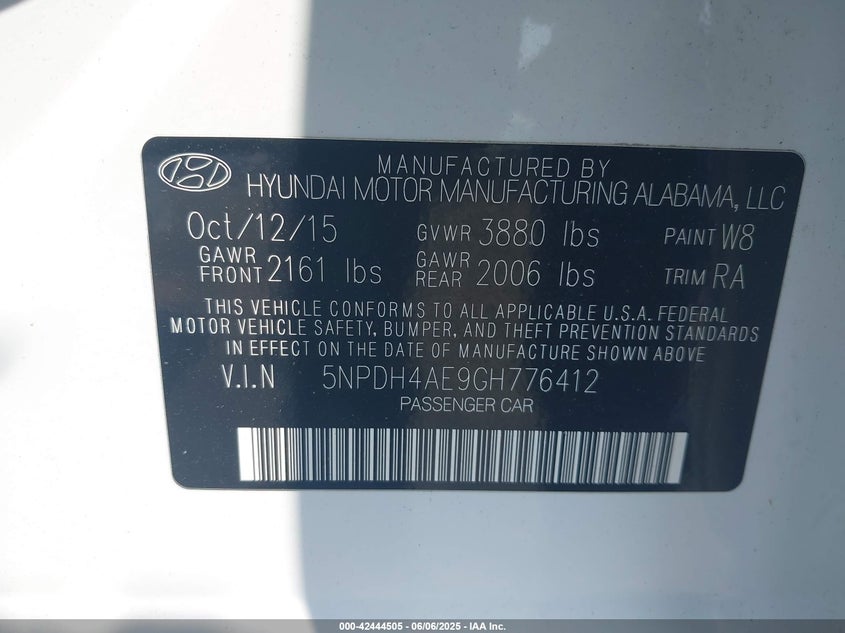 MANUFACTURED BY
HYUNDAI MOTOR MANUFACTURING ALABAMA, LLC
Oct/12/15 GVWR 3880 lbs PAINT W8
GAWR FRONT 2161 lbs GAWR REAR 2006 lbs TRIM RA
THIS VEHICLE CONFORMS TO ALL APPLICABLE U.S.A. FEDERAL
MOTOR VEHICLE SAFETY, BUMPER, AND THEFT PREVENTION STANDARDS
IN EFFECT ON THE DATE OF MANUFACTURE SHOWN ABOVE
V.I.N 5NPDH4AE9GH776412
PASSENGER CAR
000-42444505 - 06/06/2025 - IAA Inc.